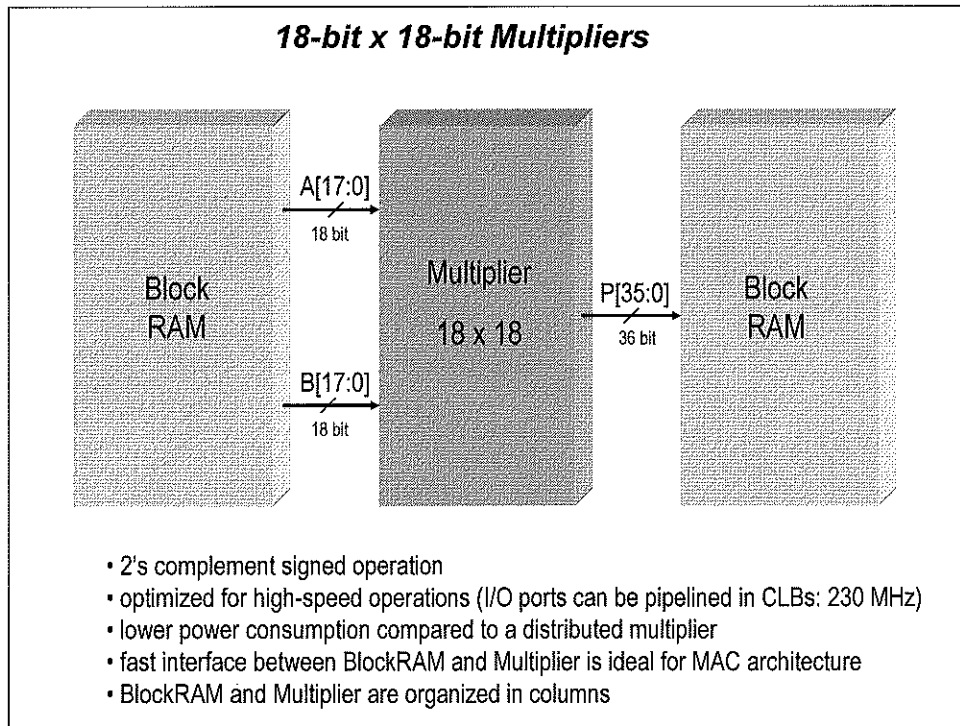 18-bit x 18-bit Multipliers
A[17:0]
18 bit
Block
RAM
B[17:0]
18 bit
Multiplier
18 x 18
P[35:0]
36 bit
Block
RAM
• 2's complement signed operation
• optimized for high-speed operations (I/O ports can be pipelined in CLBs: 230 MHz)
• lower power consumption compared to a distributed multiplier
• fast interface between BlockRAM and Multiplier is ideal for MAC architecture
• BlockRAM and Multiplier are organized in columns